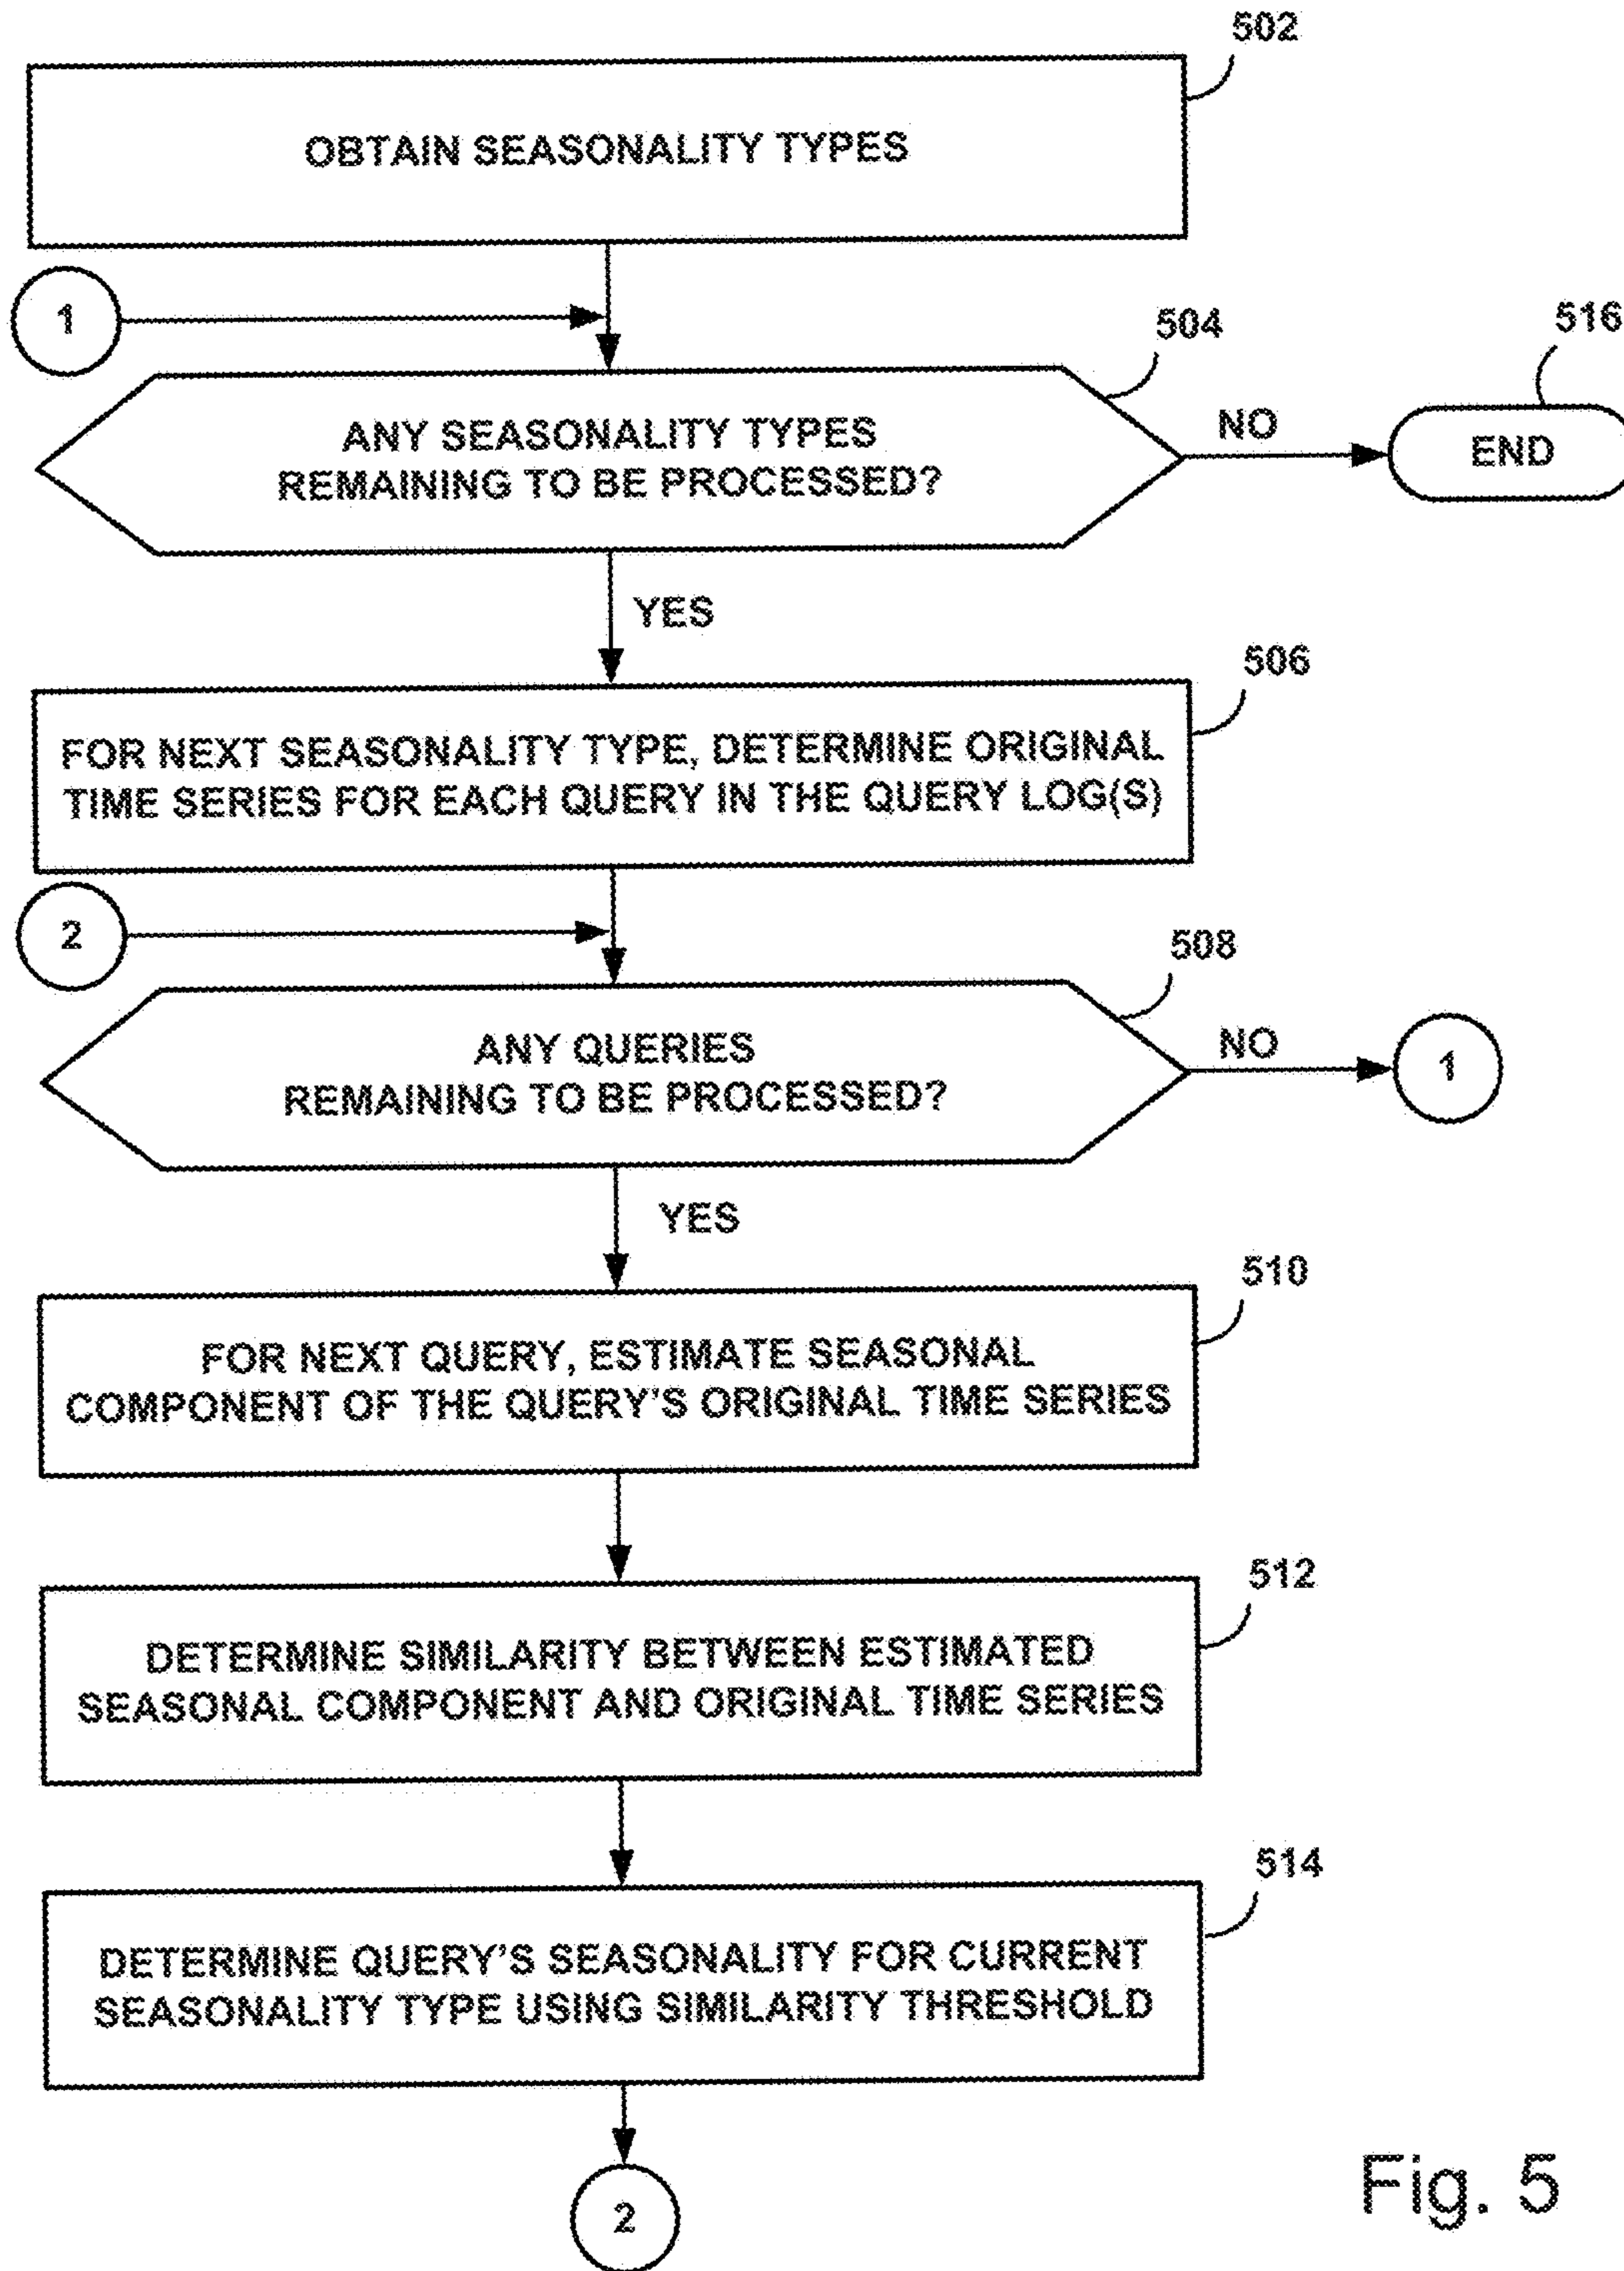 502
OBTAIN SEASONALITY TYPES
1
504
516
ANY SEASONALITY TYPES
REMAINING TO BE PROCESSED?
NO
END
YES
506
FOR NEXT SEASONALITY TYPE, DETERMINE ORIGINAL
TIME SERIES FOR EACH QUERY IN THE QUERY LOG(S)
2
508
ANY QUERIES
REMAINING TO BE PROCESSED?
NO
1
YES
510
FOR NEXT QUERY, ESTIMATE SEASONAL
COMPONENT OF THE QUERY'S ORIGINAL TIME SERIES
512
DETERMINE SIMILARITY BETWEEN ESTIMATED
SEASONAL COMPONENT AND ORIGINAL TIME SERIES
514
DETERMINE QUERY'S SEASONALITY FOR CURRENT
SEASONALITY TYPE USING SIMILARITY THRESHOLD
2
Fig. 5